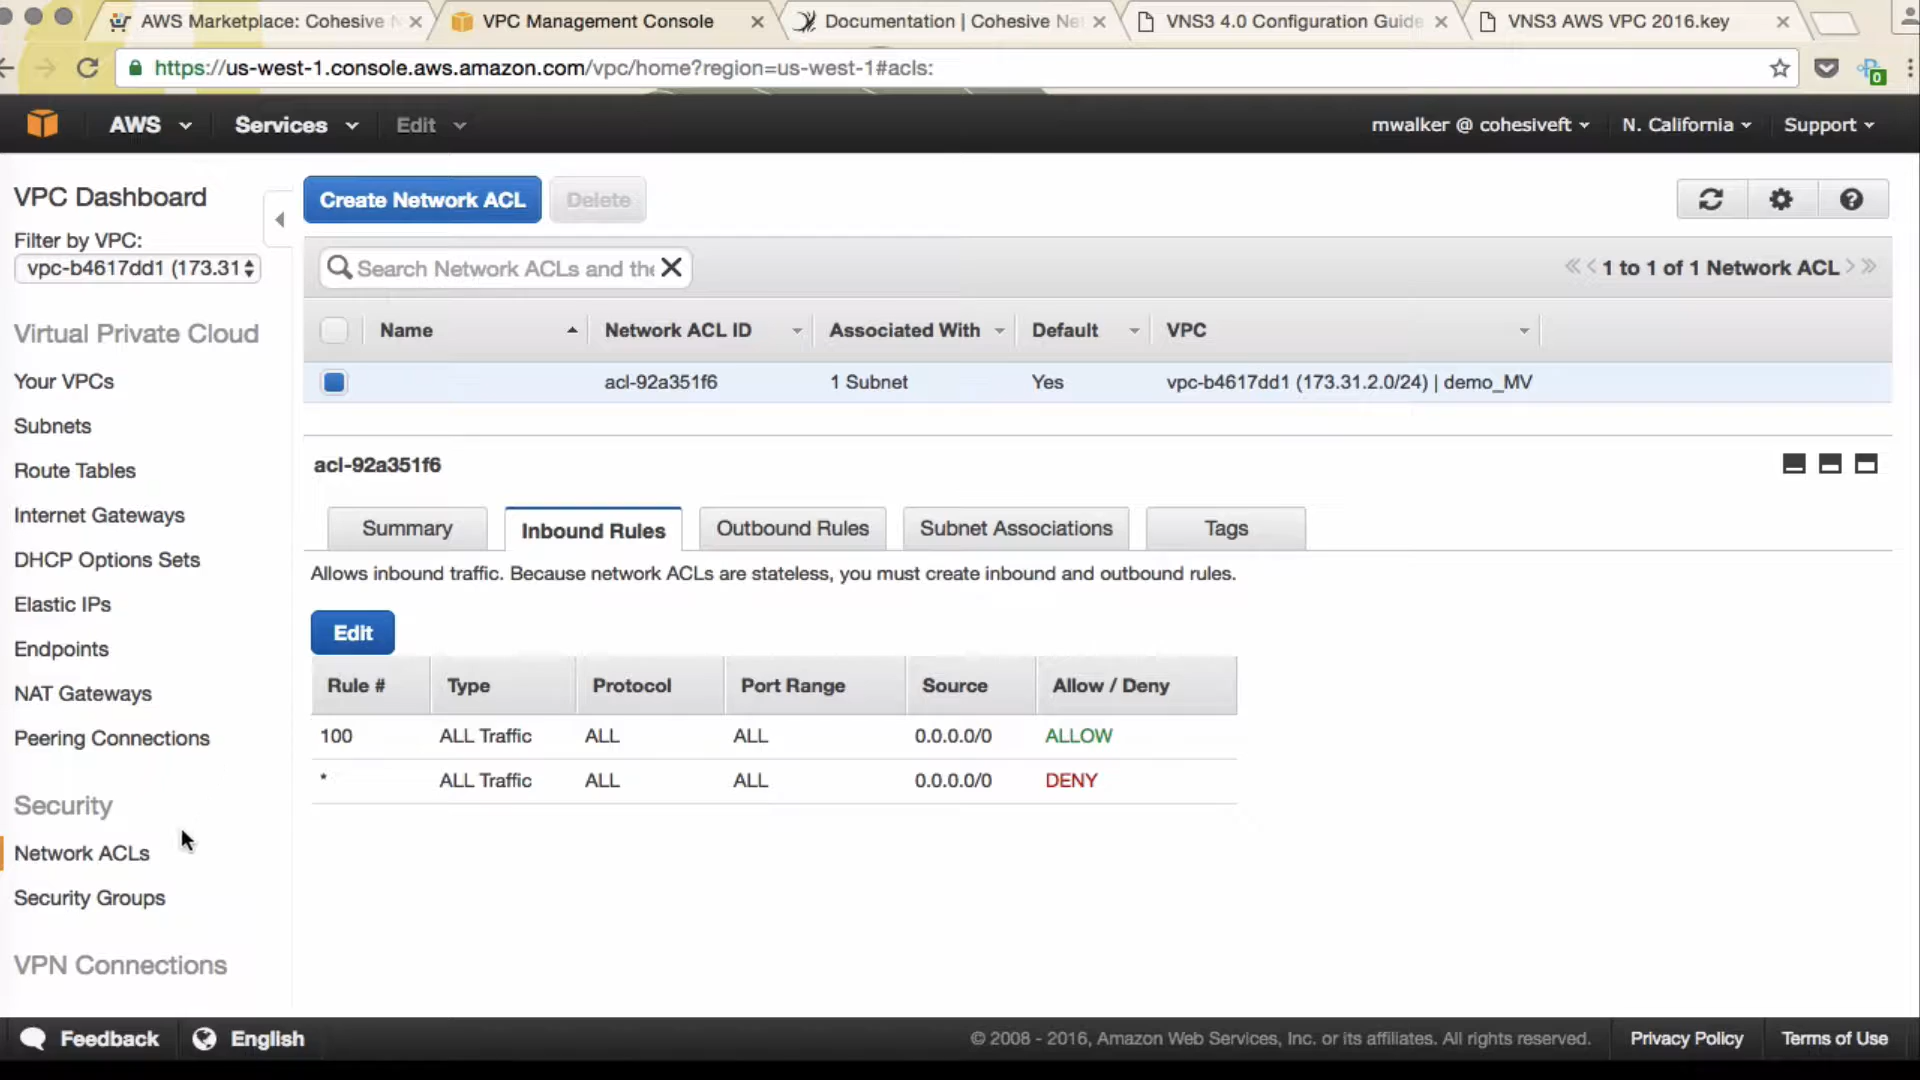 AWS Marketplace: Cohesive N
VPC Management Console
Documentation | Cohesive Net
VNS3 4.0 Configuration Guide
VNS3 AWS VPC 2016.key
https://us-west-1.console.aws.amazon.com/vpc/home?region=us-west-1#acls:
0
AWS
Services
Edit
mwalker @ cohesiveft
N. California
Support
VPC Dashboard
Filter by VPC:
vpc-b4617dd1 (173.31
Virtual Private Cloud
Your VPCs
Subnets
Route Tables
Internet Gateways
DHCP Options Sets
Elastic IPs
Endpoints
NAT Gateways
Peering Connections
Security
Network ACLs
Security Groups
VPN Connections
Create Network ACL
Delete
Search Network ACLs and the
1 to 1 of 1 Network ACL
Name
Network ACL ID
Associated With
Default
VPC
acl-92a351f6
1 Subnet
Yes
vpc-b4617dd1 (173.31.2.0/24) | demo_MV
acl-92a351f6
Summary
Inbound Rules
Outbound Rules
Subnet Associations
Tags
Allows inbound traffic. Because network ACLs are stateless, you must create inbound and outbound rules.
Edit
Rule #
Type
Protocol
Port Range
Source
Allow / Deny
100
ALL Traffic
ALL
ALL
0.0.0.0/0
ALLOW
*
ALL Traffic
ALL
ALL
0.0.0.0/0
DENY
Feedback
English
© 2008 - 2016, Amazon Web Services, Inc. or its affiliates. All rights reserved.
Privacy Policy
Terms of Use